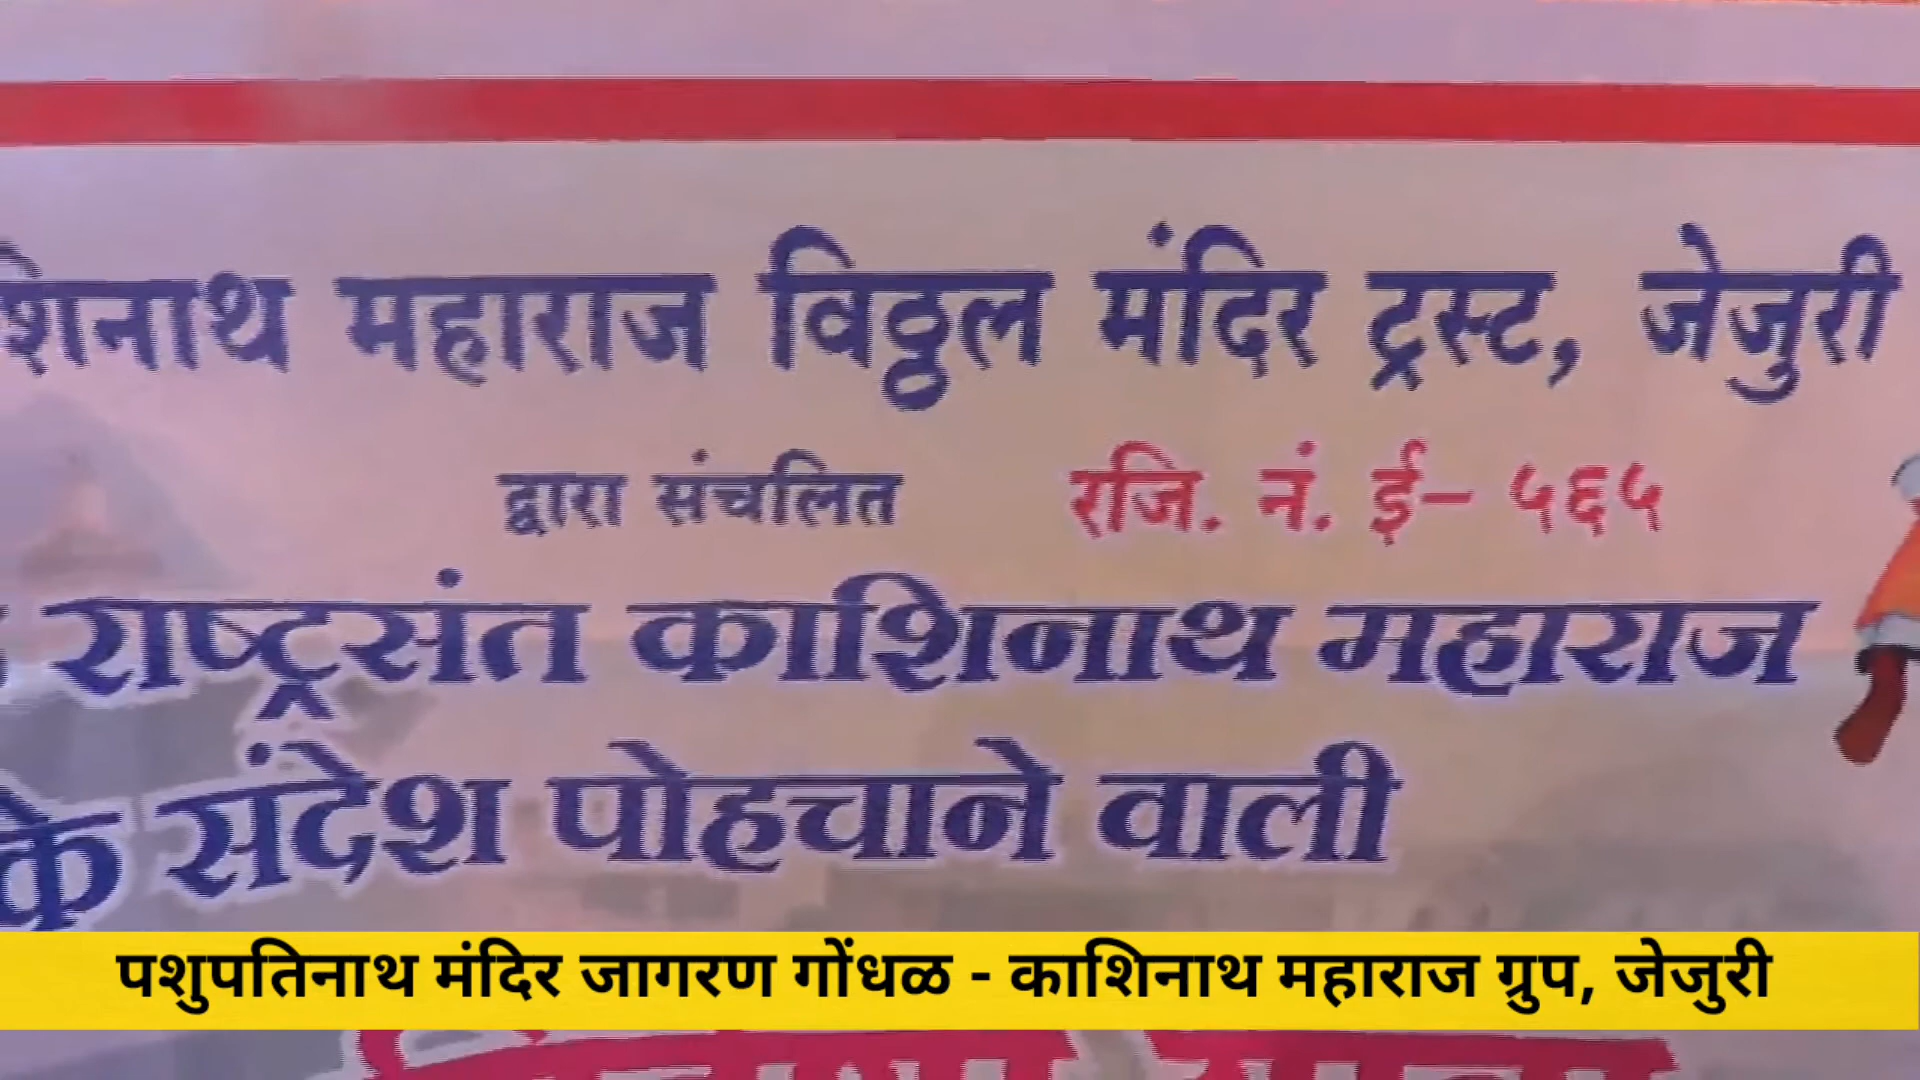 शिनाथ महाराज विठ्ठल मंदिर ट्रस्ट, जेजुरी
द्वारा संचलित रजि. नं. ई– ५६५
राष्ट्रसंत काशिनाथ महाराज
के संदेश पोहचाने वाली
पशुपतिनाथ मंदिर जागरण गोंधळ - काशिनाथ महाराज ग्रुप, जेजुरी